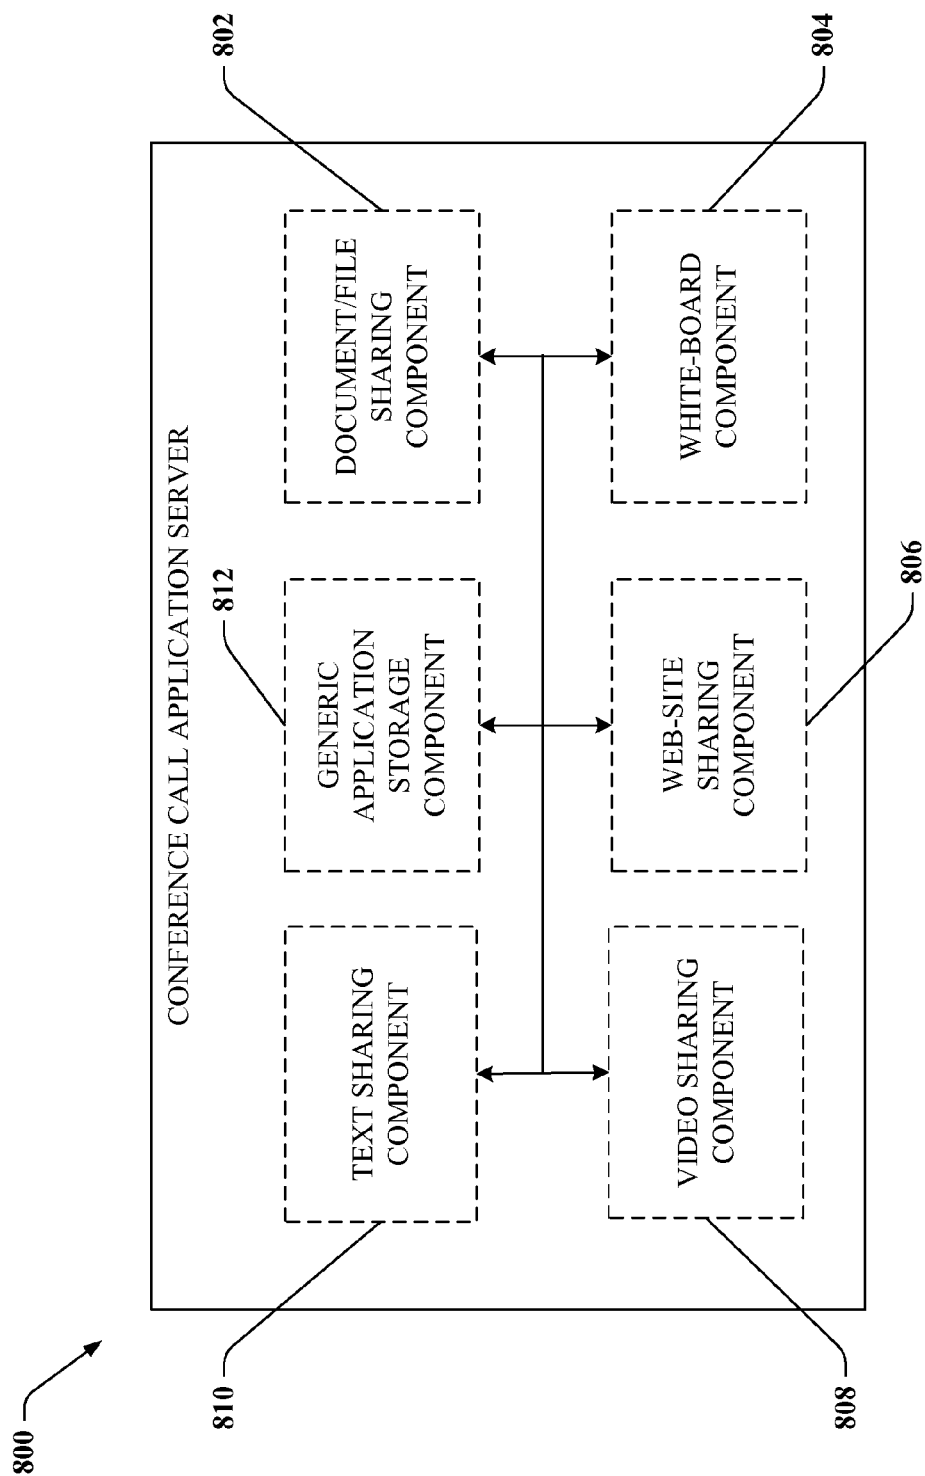 800
CONFERENCE CALL APPLICATION SERVER
810
812
802
TEXT SHARING
COMPONENT
GENERIC
APPLICATION
STORAGE
COMPONENT
DOCUMENT/FILE
SHARING
COMPONENT
VIDEO SHARING
COMPONENT
WEB-SITE
SHARING
COMPONENT
WHITE-BOARD
COMPONENT
808
806
804